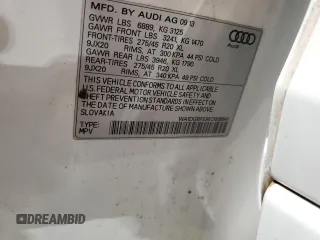 MFD. BY AUDI AG 09 13
GVWR LBS 6889, KG 3125
GAWR FRONT LBS 3241, KG 1470
FRONT-TIRES 275/45 R20 XL
9JX20 RIMS, AT 300 KPA 44 PSI COLD
GAWR REAR LBS 3946, KG 1790
REAR-TIRES 275/45 R20 XL
9JX20 RIMS, AT 340 KPA 49 PSI COLD
THIS VEHICLE CONFORMS TO ALL APPLICABLE
U.S. FEDERAL MOTOR VEHICLE SAFETY AND
THEFT PREVENTION STANDARDS IN EFFECT ON THE
DATE OF MANUFACTURE SHOWN ABOVE.
SLOVAKIA
TYPE:
MPV
Audi